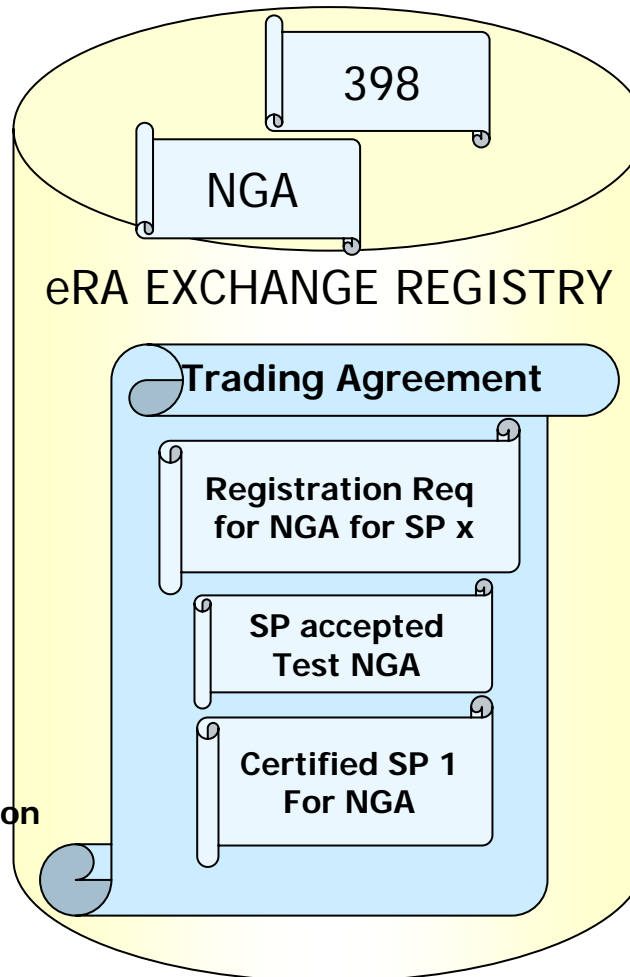 398
NGA
eRA EXCHANGE REGISTRY
Trading Agreement
Registration Req
for NGA for SP x
SP accepted
Test NGA
Certified SP 1
For NGA
on